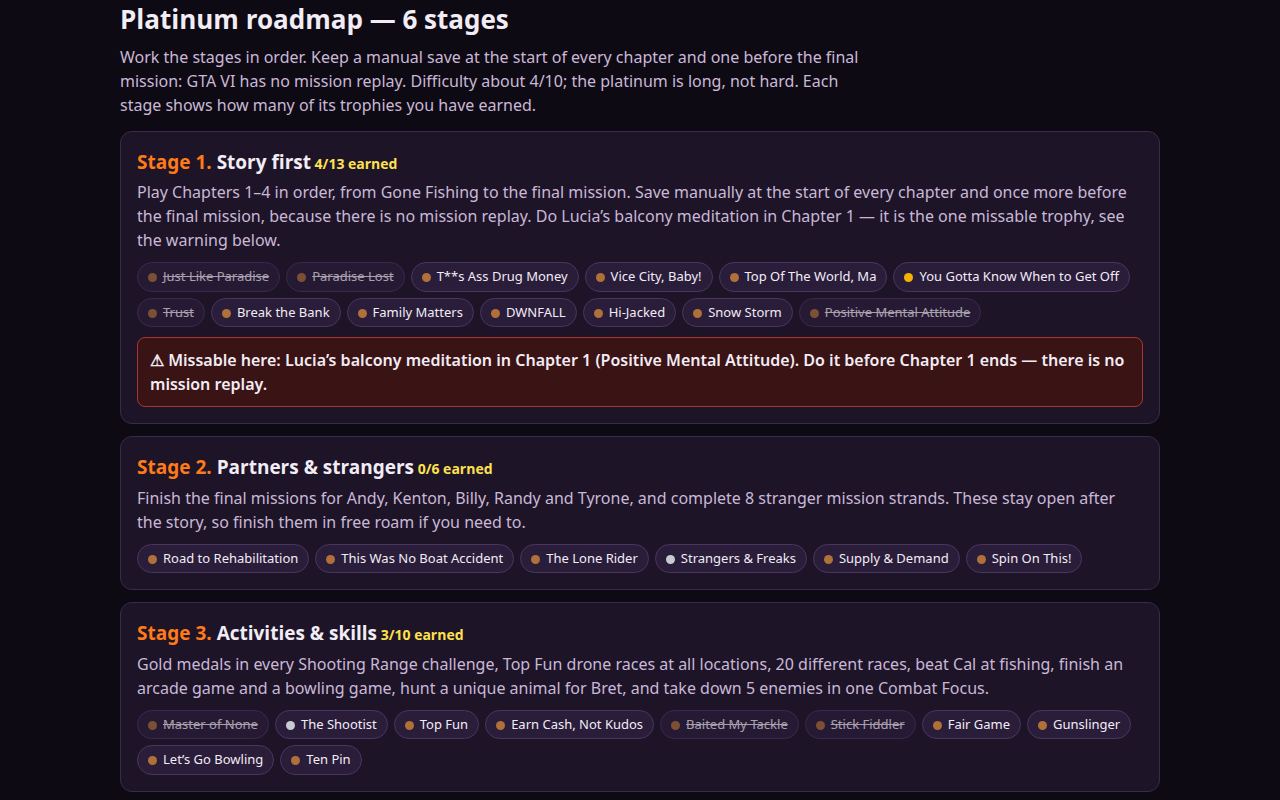 Platinum roadmap — 6 stages
Work the stages in order. Keep a manual save at the start of every chapter and one before the final
mission: GTA VI has no mission replay. Difficulty about 4/10; the platinum is long, not hard. Each
stage shows how many of its trophies you have earned.
Stage 1. Story first 4/13 earned
Play Chapters 1–4 in order, from Gone Fishing to the final mission. Save manually at the start of every chapter and once more before
the final mission, because there is no mission replay. Do Lucia’s balcony meditation in Chapter 1 — it is the one missable trophy, see
the warning below.
Just Like Paradise Paradise Lost T**s Ass Drug Money Vice City, Baby! Top Of The World, Ma You Gotta Know When to Get Off
Trust Break the Bank Family Matters DWNFALL Hi-Jacked Snow Storm Positive Mental Attitude
⚠ Missable here: Lucia’s balcony meditation in Chapter 1 (Positive Mental Attitude). Do it before Chapter 1 ends — there is no
mission replay.
Stage 2. Partners & strangers 0/6 earned
Finish the final missions for Andy, Kenton, Billy, Randy and Tyrone, and complete 8 stranger mission strands. These stay open after
the story, so finish them in free roam if you need to.
Road to Rehabilitation This Was No Boat Accident The Lone Rider Strangers & Freaks Supply & Demand Spin On This!
Stage 3. Activities & skills 3/10 earned
Gold medals in every Shooting Range challenge, Top Fun drone races at all locations, 20 different races, beat Cal at fishing, finish an
arcade game and a bowling game, hunt a unique animal for Bret, and take down 5 enemies in one Combat Focus.
Master of None The Shootist Top Fun Earn Cash, Not Kudos Baited My Tackle Stick Fiddler Fair Game Gunslinger
Let’s Go Bowling Ten Pin